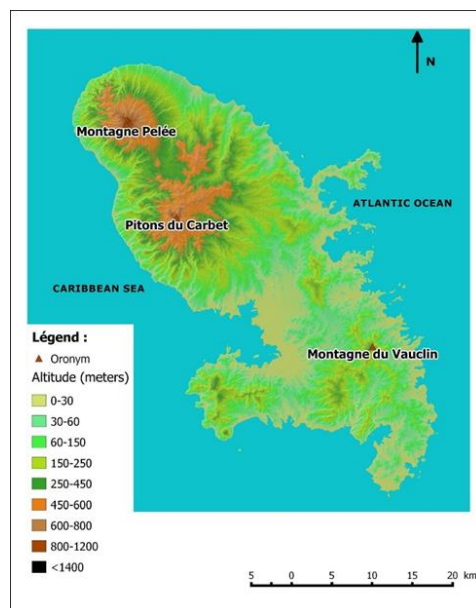 N
Montagne Pelée
ATLANTIC OCEAN
Pitons du Carbet
CARIBBEAN SEA
Montagne du Vauclin
Légend :
Oronym
Altitude (meters)
0-30
30-60
60-150
150-250
250-450
450-600
600-800
800-1200
<1400
5 0 5 10 15 20 km